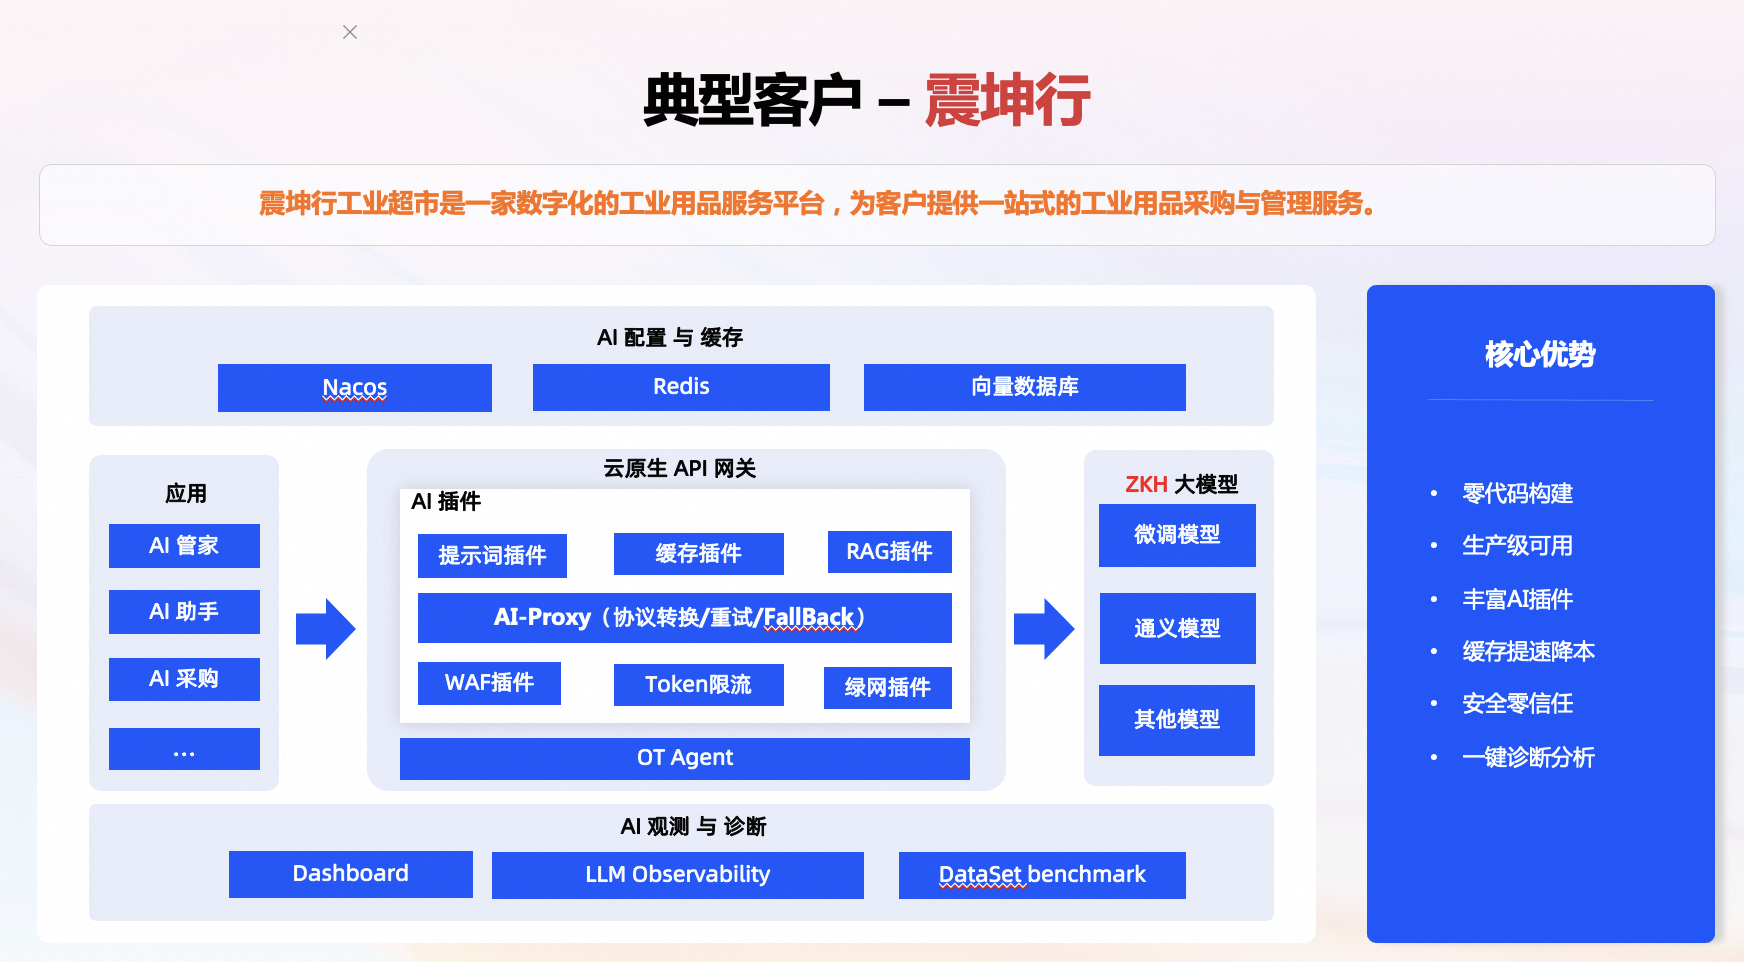 典型客户 – 震坤行
震坤行工业超市是一家数字化的工业用品服务平台，为客户提供一站式的工业用品采购与管理服务。
AI 配置 与 缓存
Nacos
Redis
向量数据库
应用
AI 管家
AI 助手
AI 采购
...
云原生 API 网关
AI 插件
提示词插件
缓存插件
RAG插件
AI-Proxy（协议转换/重试/FallBack）
WAF插件
Token限流
绿网插件
OT Agent
ZKH 大模型
微调模型
通义模型
其他模型
AI 观测 与 诊断
Dashboard
LLM Observability
DataSet benchmark
核心优势
• 零代码构建
• 生产级可用
• 丰富AI插件
• 缓存提速降本
• 安全零信任
• 一键诊断分析